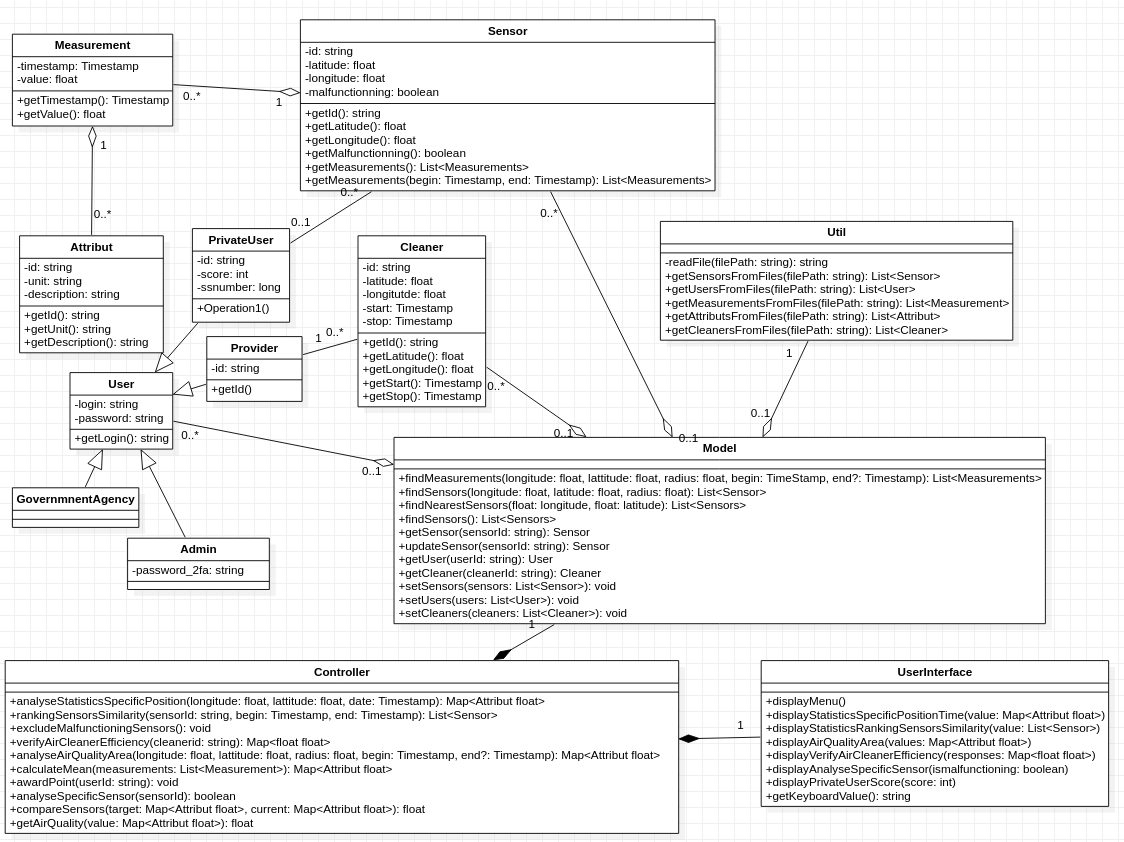 Measurement
-timestamp: Timestamp
-value: float
+getTimestamp(): Timestamp
+getValue(): float
0..*
1
Sensor
-id: string
-latitude: float
-longitude: float
-malfunctionning: boolean
+getId(): string
+getLatitude(): float
+getLongitude(): float
+getMalfunctionning(): boolean
+getMeasurements(): List<Measurements>
+getMeasurements(begin: Timestamp, end: Timestamp): List<Measurements>
1
0..*
0..*
0..1
0..*
Attribut
-id: string
-unit: string
-description: string
+getId(): string
+getUnit(): string
+getDescription(): string
PrivateUser
-id: string
-score: int
-ssnumber: long
+Operation1()
Cleaner
-id: string
-latitude: float
-longitutde: float
-start: Timestamp
-stop: Timestamp
+getId(): string
+getLatitude(): float
+getLongitude(): float
+getStart(): Timestamp
+getStop(): Timestamp
Util
-readFile(filePath: string): string
+getSensorsFromFiles(filePath: string): List<Sensor>
+getUsersFromFiles(filePath: string): List<User>
+getMeasurementsFromFiles(filePath: string): List<Measurement>
+getAttributsFromFiles(filePath: string): List<Attribut>
+getCleanersFromFiles(filePath: string): List<Cleaner>
1
0..*
Provider
-id: string
+getId()
0..*
1
0..1
0..1
0..1
User
-login: string
-password: string
+getLogin(): string
0..*
0..1
GovernmnentAgency
Admin
-password_2fa: string
Model
+findMeasurements(longitude: float, lattitude: float, radius: float, begin: TimeStamp, end?: Timestamp): List<Measurements>
+findSensors(longitude: float, latitude: float, radius: float): List<Sensor>
+findNearestSensors(float: longitude, float: latitude): List<Sensors>
+findSensors(): List<Sensors>
+getSensor(sensorId: string): Sensor
+updateSensor(sensorId: string): Sensor
+getUser(userId: string): User
+getCleaner(cleanerId: string): Cleaner
+setSensors(sensors: List<Sensor>): void
+setUsers(users: List<User>): void
+setCleaners(cleaners: List<Cleaner>): void
1
Controller
+analyseStatisticsSpecificPosition(longitude: float, lattitude: float, date: Timestamp): Map<Attribut float>
+rankingSensorsSimilarity(sensorId: string, begin: Timestamp, end: Timestamp): List<Sensor>
+excludeMalfunctioningSensors(): void
+verifyAirCleanerEfficiency(cleanerid: string): Map<float float>
+analyseAirQualityArea(longitude: float, lattitude: float, radius: float, begin: Timestamp, end?: Timestamp): Map<Attribut float>
+calculateMean(measurements: List<Measurement>): Map<Attribut float>
+awardPoint(userId: string): void
+analyseSpecificSensor(sensorId): boolean
+compareSensors(target: Map<Attribut float>, current: Map<Attribut float>): float
+getAirQuality(value: Map<Attribut float>): float
1
UserInterface
+displayMenu()
+displayStatisticsSpecificPositionTime(value: Map<Attribut float>)
+displayStatisticsRankingSensorsSimilarity(value: List<Sensor>)
+displayAirQualityArea(values: Map<Attribut float>)
+displayVerifyAirCleanerEfficiency(responses: Map<float float>)
+displayAnalyseSpecificSensor(ismalfunctioning: boolean)
+displayPrivateUserScore(score: int)
+getKeyboardValue(): string